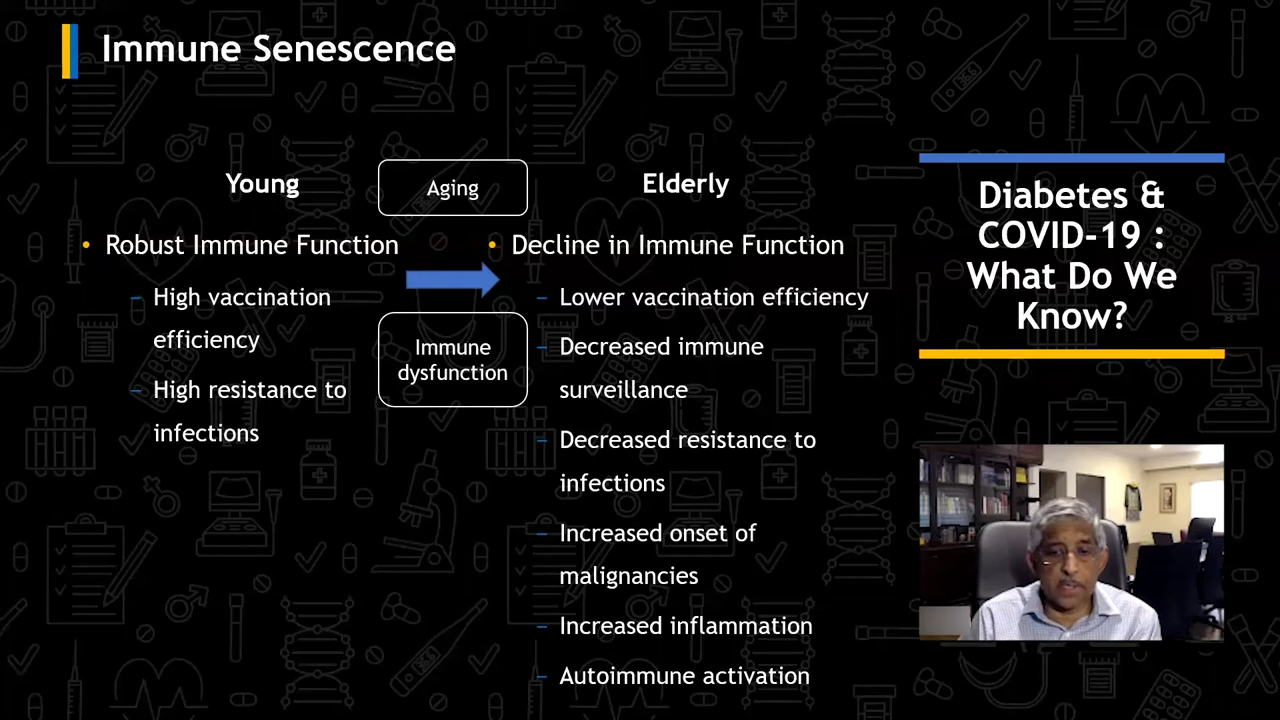 Immune Senescence
Young
Aging
Elderly
• Robust Immune Function
– High vaccination
efficiency
– High resistance to
infections
Immune
dysfunction
• Decline in Immune Function
– Lower vaccination efficiency
– Decreased immune
surveillance
– Decreased resistance to
infections
– Increased onset of
malignancies
– Increased inflammation
– Autoimmune activation
Diabetes &
COVID-19 :
What Do We
Know?